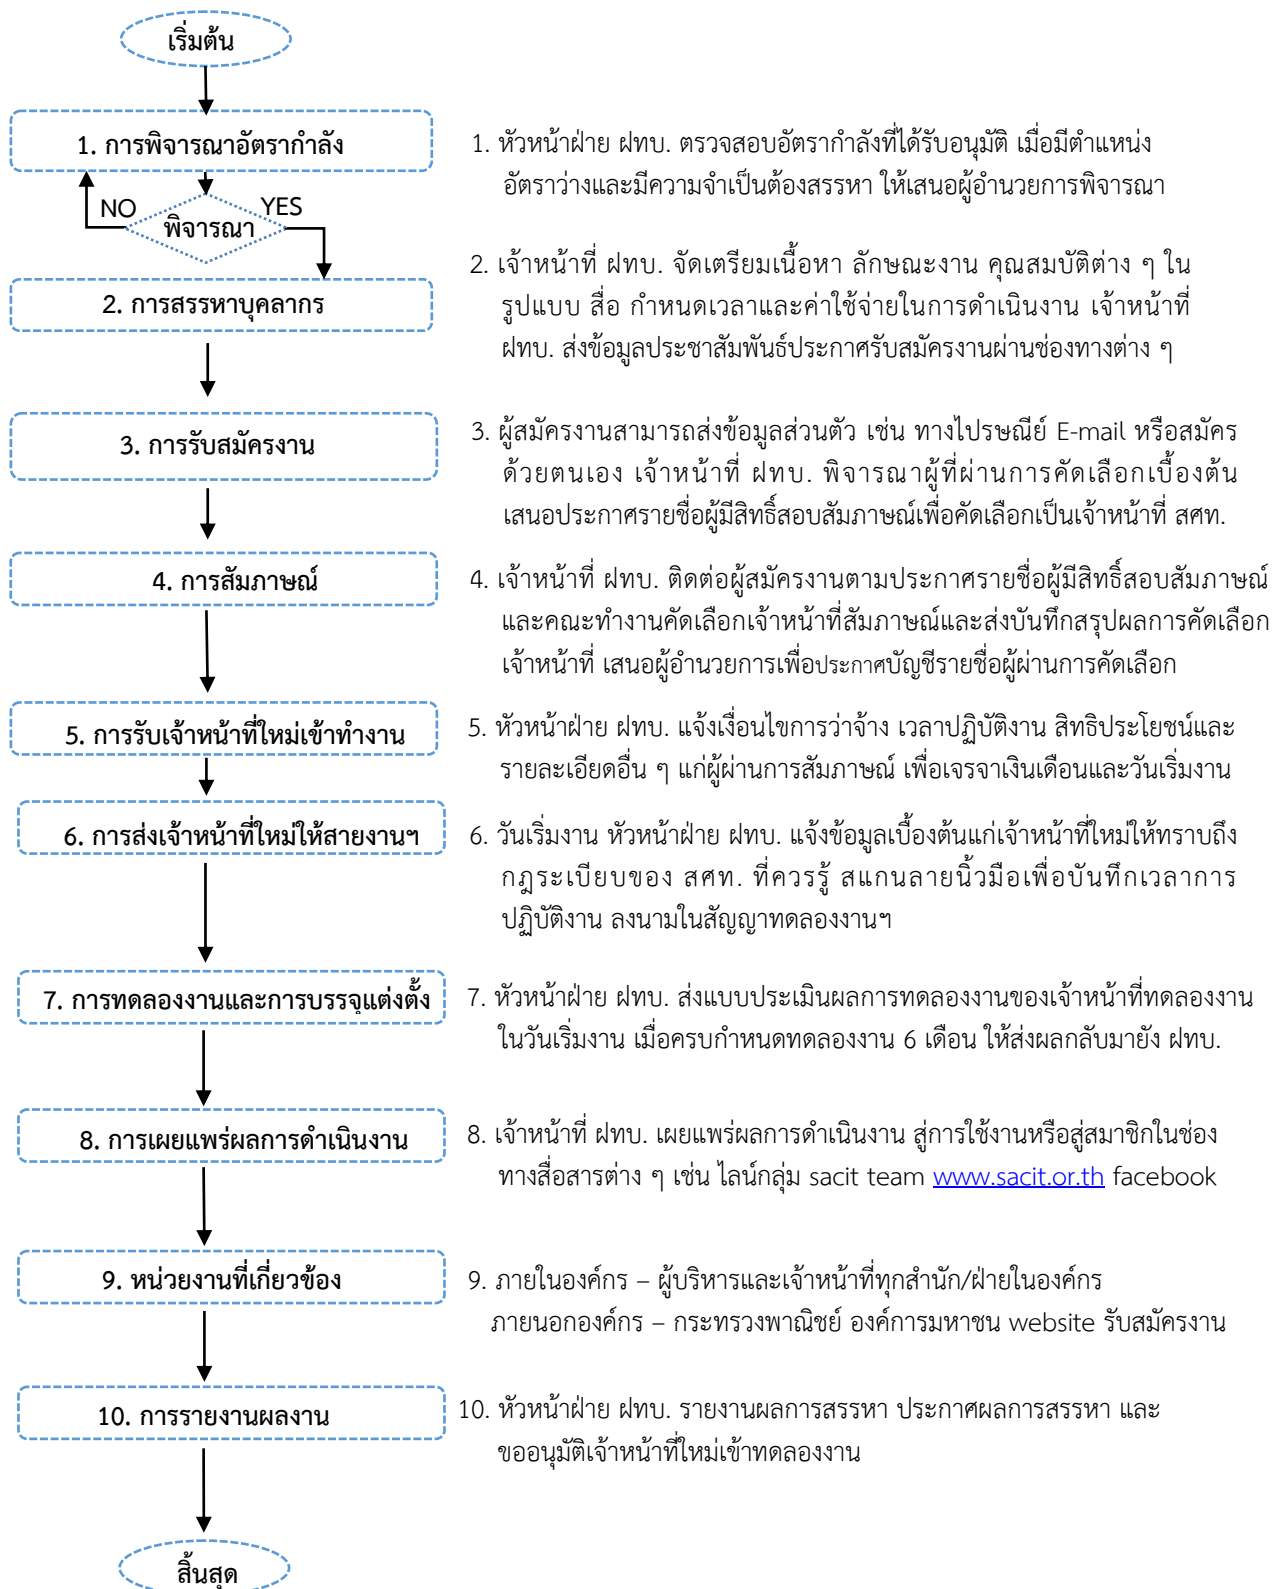 เริ่มต้น
1. การพิจารณาอัตรากำลัง
1. หัวหน้าฝ่าย ฝทบ. ตรวจสอบอัตรากำลังที่ได้รับอนุมัติ เมื่อมีตำแหน่ง
อัตราว่างและมีความจำเป็นต้องสรรหา ให้เสนอผู้อำนวยการพิจารณา
NO
พิจารณา
YES
2. การสรรหาบุคลากร
2. เจ้าหน้าที่ ฝทบ. จัดเตรียมเนื้อหา ลักษณะงาน คุณสมบัติต่าง ๆ ใน
รูปแบบ สื่อ กำหนดเวลาและค่าใช้จ่ายในการดำเนินงาน เจ้าหน้าที่
ฝทบ. ส่งข้อมูลประชาสัมพันธ์ประกาศรับสมัครงานผ่านช่องทางต่าง ๆ
3. การรับสมัครงาน
3. ผู้สมัครงานสามารถส่งข้อมูลส่วนตัว เช่น ทางไปรษณีย์ E-mail หรือสมัคร
ด้วยตนเอง เจ้าหน้าที่ ฝทบ. พิจารณาผู้ที่ผ่านการคัดเลือกเบื้องต้น
เสนอประกาศรายชื่อผู้มีสิทธิ์สอบสัมภาษณ์เพื่อคัดเลือกเป็นเจ้าหน้าที่ สศท.
4. การสัมภาษณ์
4. เจ้าหน้าที่ ฝทบ. ติดต่อผู้สมัครงานตามประกาศรายชื่อผู้มีสิทธิ์สอบสัมภาษณ์
และคณะทำงานคัดเลือกเจ้าหน้าที่สัมภาษณ์และส่งบันทึกสรุปผลการคัดเลือก
เจ้าหน้าที่ เสนอผู้อำนวยการเพื่อประกาศบัญชีรายชื่อผู้ผ่านการคัดเลือก
5. การรับเจ้าหน้าที่ใหม่เข้าทำงาน
5. หัวหน้าฝ่าย ฝทบ. แจ้งเงื่อนไขการว่าจ้าง เวลาปฏิบัติงาน สิทธิประโยชน์และ
รายละเอียดอื่น ๆ แก่ผู้ผ่านการสัมภาษณ์ เพื่อเจรจาเงินเดือนและวันเริ่มงาน
6. การส่งเจ้าหน้าที่ใหม่ให้สายงานฯ
6. วันเริ่มงาน หัวหน้าฝ่าย ฝทบ. แจ้งข้อมูลเบื้องต้นแก่เจ้าหน้าที่ใหม่ให้ทราบถึง
กฎระเบียบของ สศท. ที่ควรรู้ สแกนลายนิ้วมือเพื่อบันทึกเวลาการ
ปฏิบัติงาน ลงนามในสัญญาทดลองงานฯ
7. การทดลองงานและการบรรจุแต่งตั้ง
7. หัวหน้าฝ่าย ฝทบ. ส่งแบบประเมินผลการทดลองงานของเจ้าหน้าที่ทดลองงาน
ในวันเริ่มงาน เมื่อครบกำหนดทดลองงาน 6 เดือน ให้ส่งผลกลับมายัง ฝทบ.
8. การเผยแพร่ผลการดำเนินงาน
8. เจ้าหน้าที่ ฝทบ. เผยแพร่ผลการดำเนินงาน สู่การใช้งานหรือสู่สมาชิกในช่อง
ทางสื่อสารต่าง ๆ เช่น ไลน์กลุ่ม sacit team www.sacit.or.th facebook
9. หน่วยงานที่เกี่ยวข้อง
9. ภายในองค์กร – ผู้บริหารและเจ้าหน้าที่ทุกสำนัก/ฝ่ายในองค์กร
ภายนอกองค์กร – กระทรวงพาณิชย์ องค์การมหาชน website รับสมัครงาน
10. การรายงานผลงาน
10. หัวหน้าฝ่าย ฝทบ. รายงานผลการสรรหา ประกาศผลการสรรหา และ
ขออนุมัติเจ้าหน้าที่ใหม่เข้าทดลองงาน
สิ้นสุด